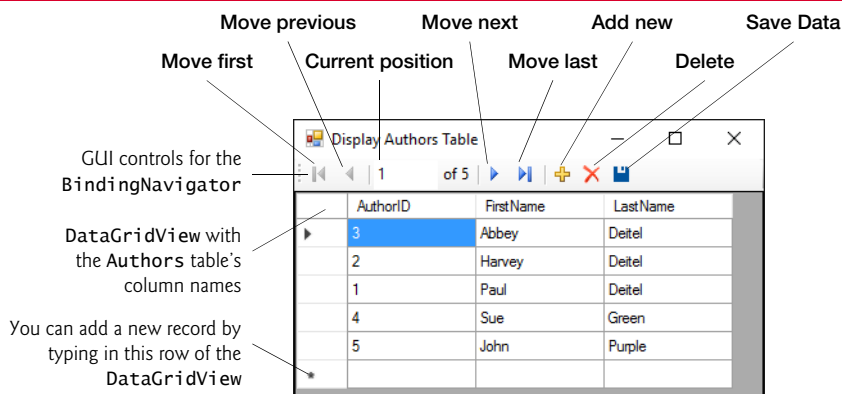 Move previous Move next Add new Save Data
Move first Current position Move last Delete
Display Authors Table
GUI controls for the
BindingNavigator
1 of 5
AuthorID FirstName LastName
DataGridView with
the Authors table's
column names
3 Abbey Deitel
2 Harvey Deitel
1 Paul Deitel
4 Sue Green
5 John Purple
You can add a new record by
typing in this row of the
DataGridView